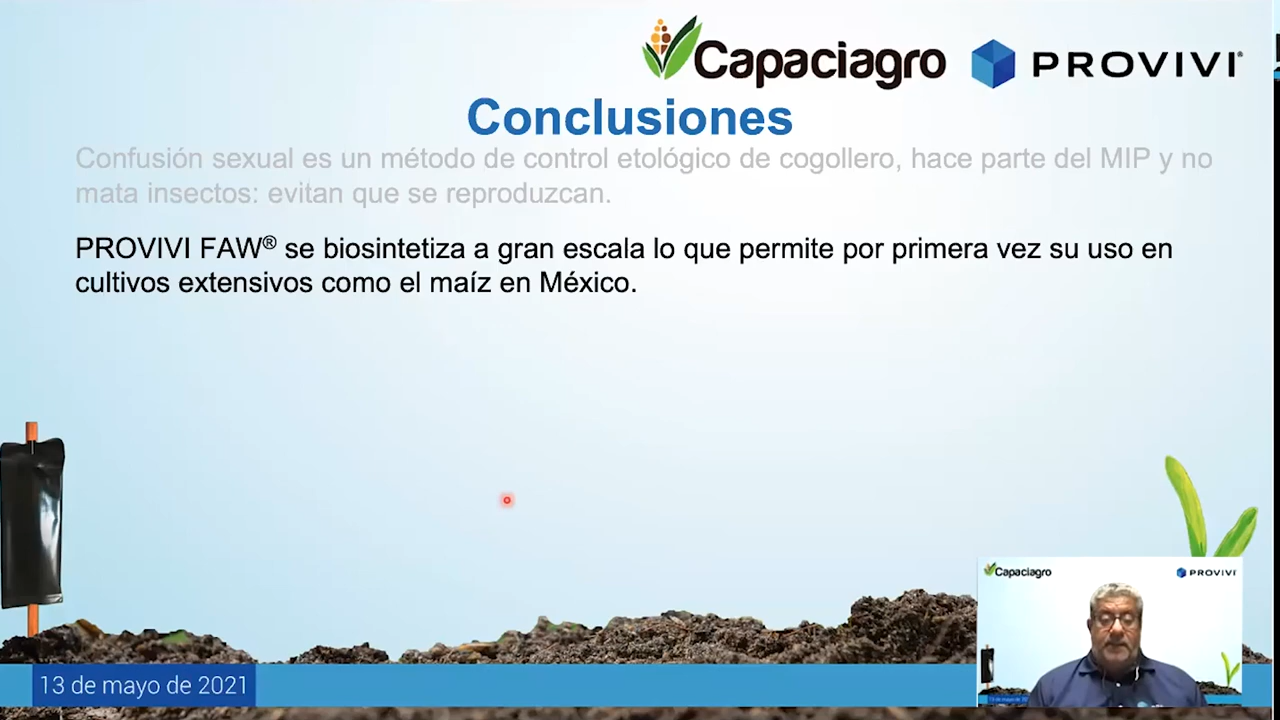 Capaciagro PROVIVI®
Conclusiones
Confusión sexual es un método de control etológico de cogollero, hace parte del MIP y no
mata insectos: evitan que se reproduzcan.
PROVIVI FAW® se biosintetiza a gran escala lo que permite por primera vez su uso en
cultivos extensivos como el maíz en México.
Capaciagro PROVIVI
13 de mayo de 2021